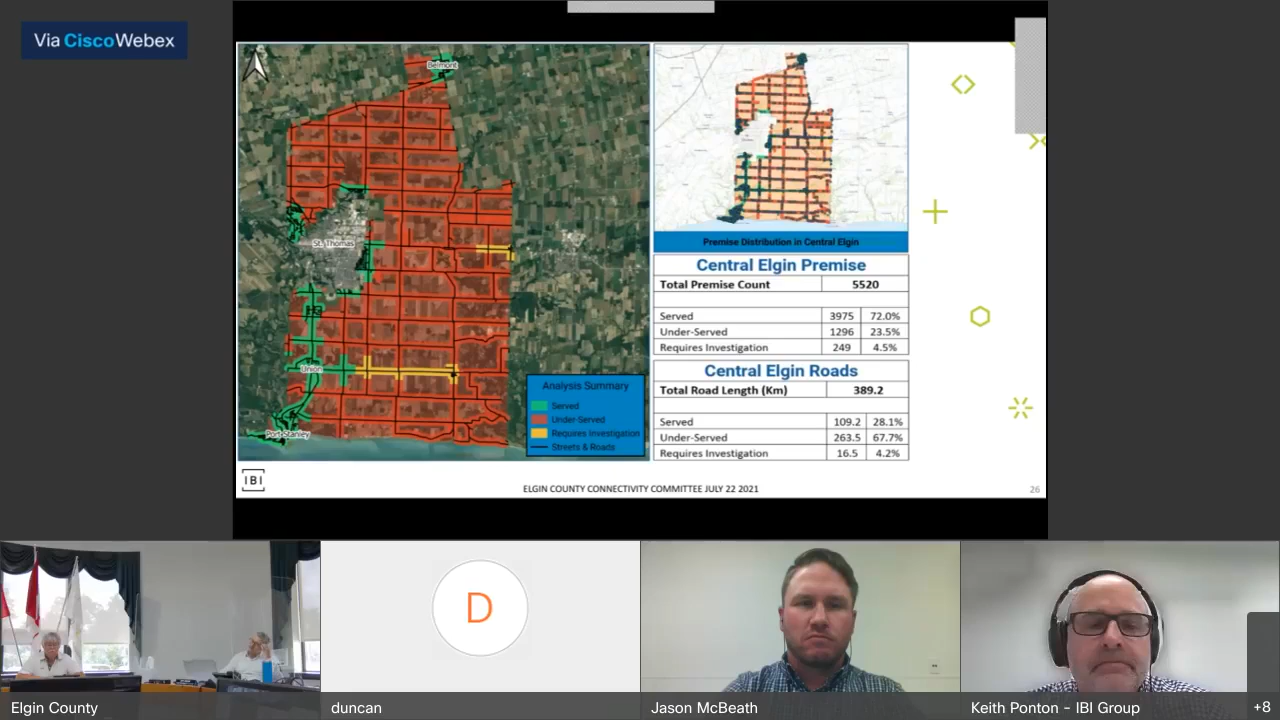 Via CiscoWebex
Belmont
St. Thomas
Union
Port Stanley
Analysis Summary
Served
Under-Served
Requires Investigation
Streets & Roads
Premise Distribution in Central Elgin
Central Elgin Premise
Total Premise Count 5520
Served 3975 72.0%
Under-Served 1296 23.5%
Requires Investigation 249 4.5%
Central Elgin Roads
Total Road Length (Km) 389.2
Served 109.2 28.1%
Under-Served 263.5 67.7%
Requires Investigation 16.5 4.2%
IBI
ELGIN COUNTY CONNECTIVITY COMMITTEE JULY 22 2021
26
D
Elgin County
duncan
Jason McBeath
Keith Ponton - IBI Group
+8